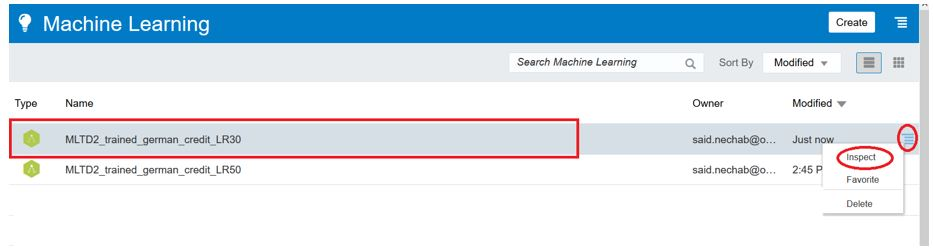 Machine Learning
Create
Search Machine Learning
Sort By
Modified
Type
Name
Owner
Modified
MLTD2_trained_german_credit_LR30
said.nechab@o...
Just now
Inspect
MLTD2_trained_german_credit_LR50
said.nechab@o...
2:45 P
Favorite
Delete